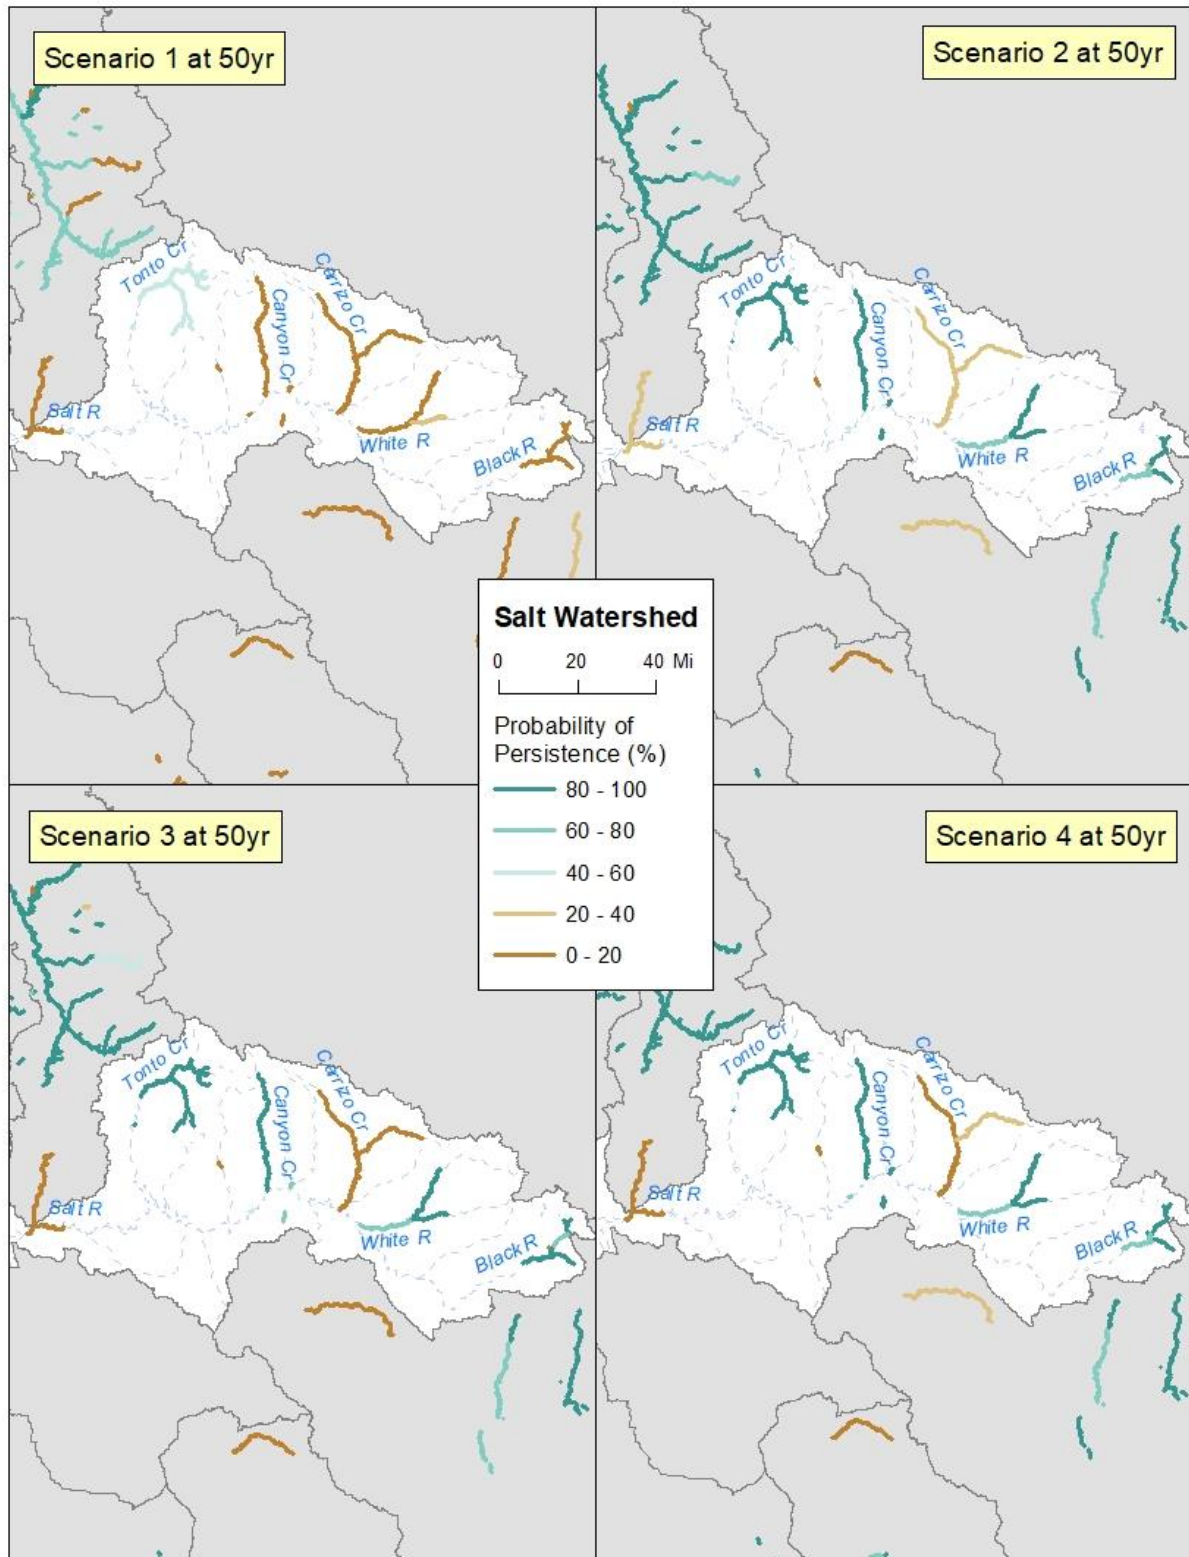 Scenario 1 at 50yr
Scenario 2 at 50yr
Tonto Cr
Canyon Cr
Carrizo Cr
Salt R
White R
Black R
Tonto Cr
Canyon Cr
Carrizo Cr
Salt R
White R
Black R
Salt Watershed
0 20 40 Mi
Probability of
Persistence (%)
80 - 100
60 - 80
40 - 60
20 - 40
0 - 20
Scenario 3 at 50yr
Scenario 4 at 50yr
Tonto Cr
Canyon Cr
Carrizo Cr
Salt R
White R
Black R
Tonto Cr
Canyon Cr
Carrizo Cr
Salt R
White R
Black R